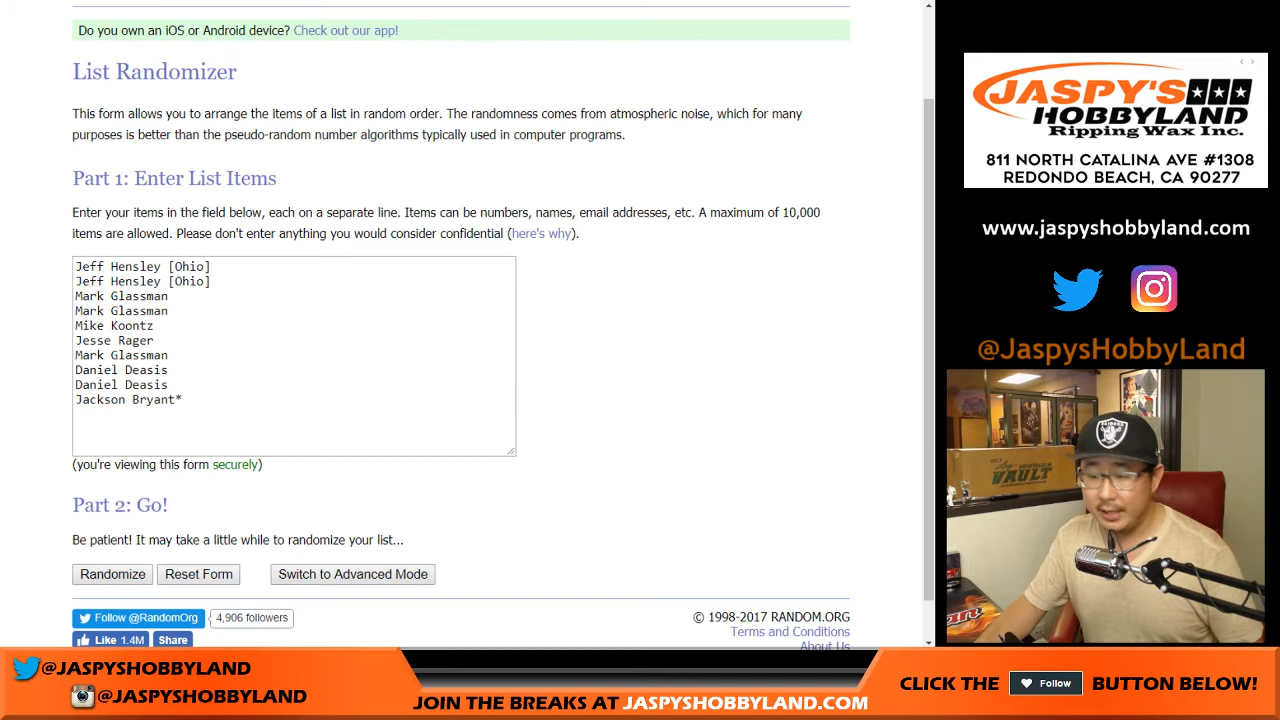 Do you own an iOS or Android device? Check out our app!
List Randomizer
This form allows you to arrange the items of a list in random order. The randomness comes from atmospheric noise, which for many
purposes is better than the pseudo-random number algorithms typically used in computer programs.
Part 1: Enter List Items
Enter your items in the field below, each on a separate line. Items can be numbers, names, email addresses, etc. A maximum of 10,000
items are allowed. Please don't enter anything you would consider confidential (here's why).
Jeff Hensley [Ohio]
Jeff Hensley [Ohio]
Mark Glassman
Mark Glassman
Mike Koontz
Jesse Rager
Mark Glassman
Daniel Deasis
Daniel Deasis
Jackson Bryant*
(you're viewing this form securely)
Part 2: Go!
Be patient! It may take a little while to randomize your list...
Randomize Reset Form Switch to Advanced Mode
Follow @RandomOrg 4,906 followers
Like 1.4M Share
© 1998-2017 RANDOM.ORG
Terms and Conditions
About Us
JASPY'S
HOBBYLAND
Ripping Wax Inc.
811 NORTH CATALINA AVE #1308
REDONDO BEACH, CA 90277
www.jaspyshobbyland.com
@JaspysHobbyLand
VAULT
RAIDERS
@JASPYSHOBBYLAND
@JASPYSHOBBYLAND
JOIN THE BREAKS AT JASPYSHOBBYLAND.COM
CLICK THE Follow BUTTON BELOW!